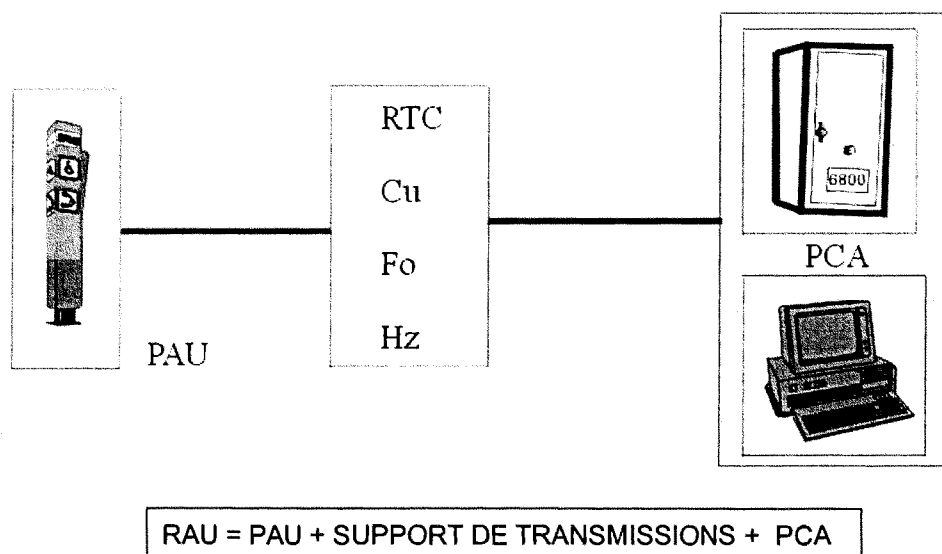 RTC
Cu
Fo
Hz
PAU
6800
PCA
RAU = PAU + SUPPORT DE TRANSMISSIONS + PCA